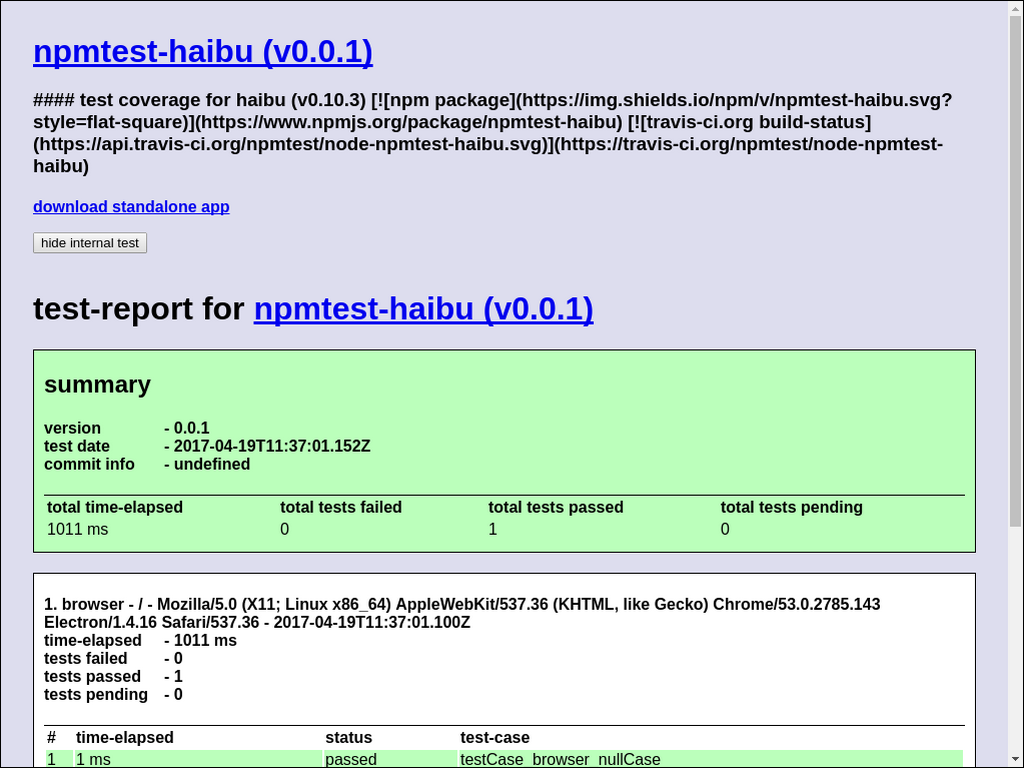 npmtest-haibu (v0.0.1)
#### test coverage for haibu (v0.10.3) [![npm package](https://img.shields.io/npm/v/npmtest-haibu.svg?
style=flat-square)](https://www.npmjs.org/package/npmtest-haibu) [![travis-ci.org build-status]
(https://api.travis-ci.org/npmtest/node-npmtest-haibu.svg)](https://travis-ci.org/npmtest/node-npmtest-
haibu)
download standalone app
hide internal test
test-report for npmtest-haibu (v0.0.1)
summary
version - 0.0.1
test date - 2017-04-19T11:37:01.152Z
commit info - undefined
total time-elapsed total tests failed total tests passed total tests pending
1011 ms 0 1 0
1. browser - / - Mozilla/5.0 (X11; Linux x86_64) AppleWebKit/537.36 (KHTML, like Gecko) Chrome/53.0.2785.143
Electron/1.4.16 Safari/537.36 - 2017-04-19T11:37:01.100Z
time-elapsed - 1011 ms
tests failed - 0
tests passed - 1
tests pending - 0
# time-elapsed status test-case
1 1 ms passed testCase_browser_nullCase